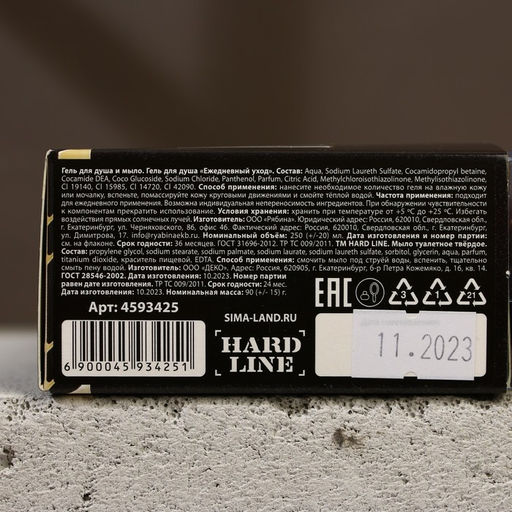 Гель для душа и мыло. Гель для душа «Ежедневный уход». Состав: Aqua, Sodium Laureth Sulfate, Cocamidopropyl betaine,
Cocamide DEA, Coco Glucoside, Sodium Chloride, Panthenol, Parfum, Citric Acid, Methylchloroisothiazolinone, Methylisothiazolinone,
CI 19140, CI 15985, CI 14720, CI 42090. Способ применения: нанесите необходимое количество геля на влажную кожу
или мочалку, вспеньте, помассируйте кожу круговыми движениями и смойте тёплой водой. Частота применения: подходит
для ежедневного применения. Возможна индивидуальная непереносимость ингредиентов. При обнаружении чувствительности
к компонентам прекратить использование. Условия хранения: хранить при температуре от +5 °C до +25 °C. Избегать
воздействия прямых солнечных лучей. Изготовитель: ООО «Рябина». Адрес: Россия, 620010, Свердловская обл.,
г. Екатеринбург, ул. Черняховского, 86, офис 46. Фактический адрес: Россия, 620010, Свердловская обл., г. Екатеринбург,
ул. Димитрова, 17. info@ryabinaekb.ru. Номинальный объём: 250 (+/-20) мл. Дата изготовления и номер партии:
см. на флаконе. Срок годности: 36 месяцев. ГОСТ 31696-2012. ТР ТС 009/2011. ТМ HARD LINE. Мыло туалетное твёрдое.
Состав: propylene glycol, sodium stearate, sodium palmate, sodium laurate, sodium laureth sulfate, sorbitol, glycerin, aqua, parfum,
titanium dioxide, краситель пищевой, EDTA. Способ применения: смочить мыло под струёй воды, вспенить, тщательно
смыть пену водой. Изготовитель: ООО «ДЕКО». Адрес: Россия, 620905, г. Екатеринбург, б-р Петра Кожемяко, д. 16, кв. 14.
ГОСТ 28546-2002. Дата изготовления: 10.2023. Номер партии
равен дате изготовления. ТР ТС 009/2011. Срок годности: 24 мес.
Дата изготовления: 10.2023. Номинальная масса: 90 (+/- 15) г.
EAC
3
1
21
Арт: 4593425
SIMA-LAND.RU
HARD
LINE
11.2023
6 900045 934251